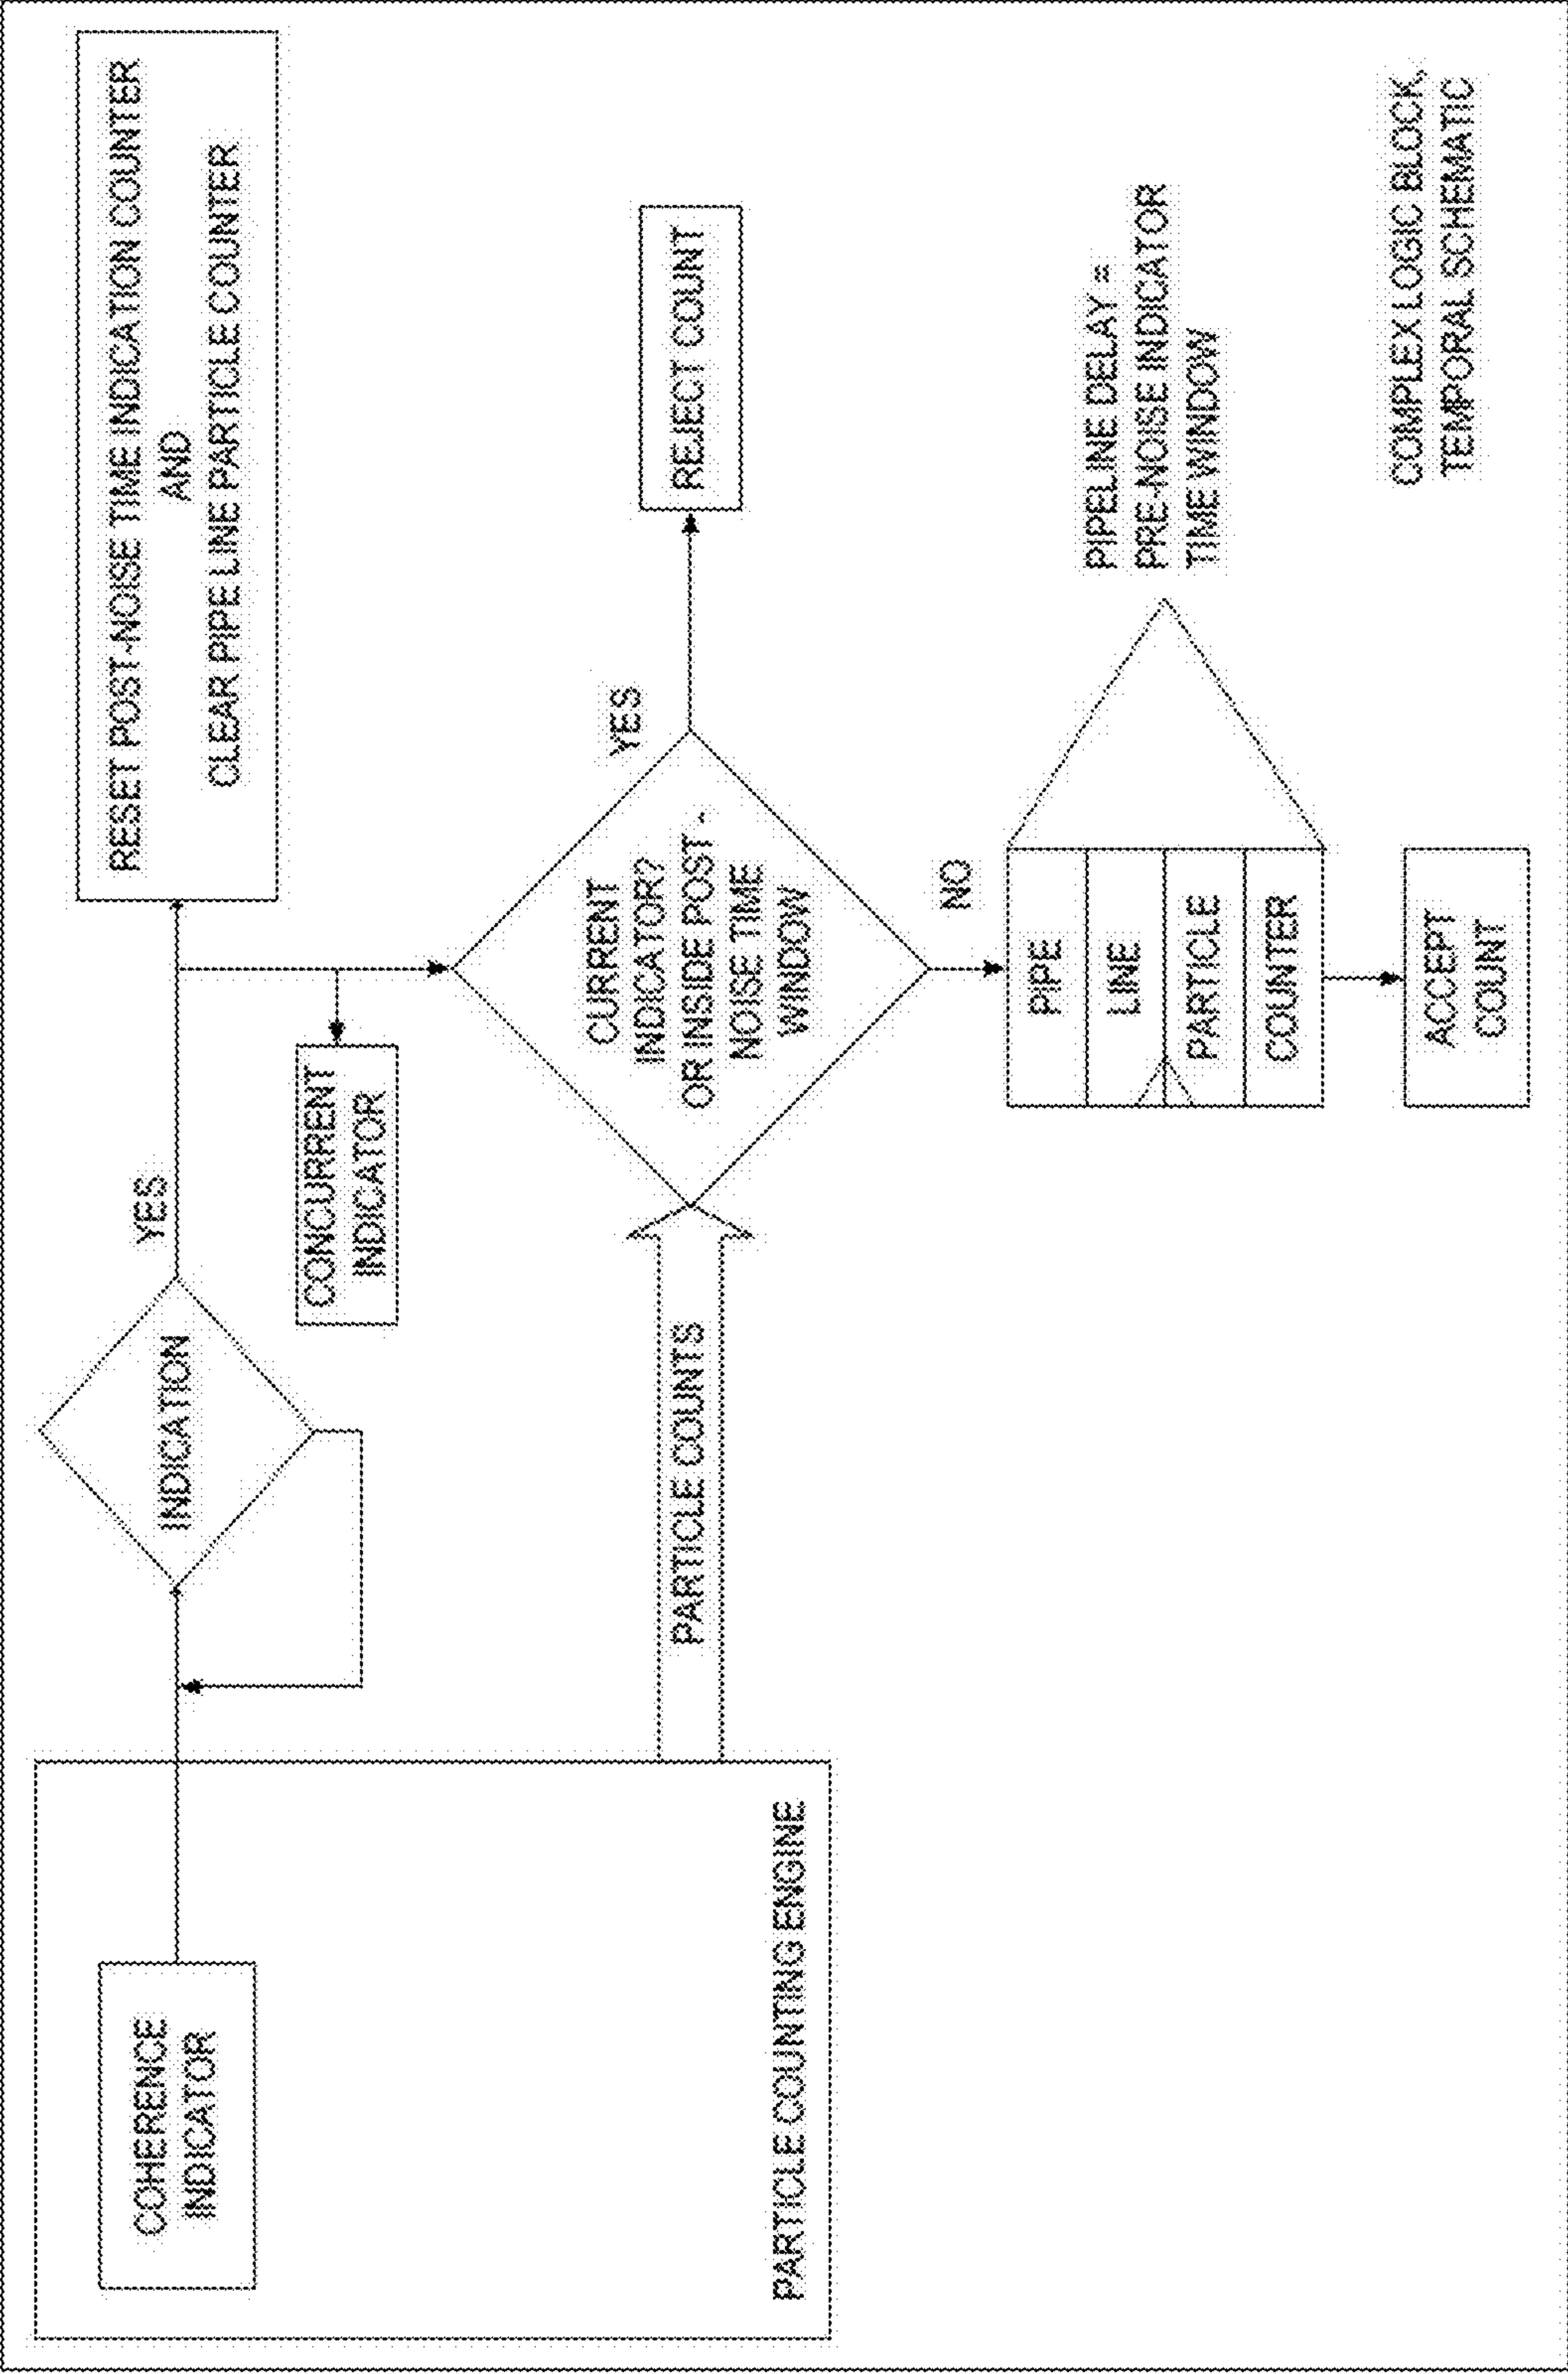 COHERENCE
INDICATOR
PARTICLE COUNTING ENGINE
INDICATION
YES
RESET POST-NOISE TIME INDICATION COUNTER
AND
CLEAR PIPE LINE PARTICLE COUNTER
CONCURRENT
INDICATOR
PARTICLE COUNTS
CURRENT
INDICATOR?
OR INSIDE POST -
NOISE TIME
WINDOW
YES
REJECT COUNT
NO
PIPE
LINE
PARTICLE
COUNTER
PIPELINE DELAY =
PRE-NOISE INDICATOR
TIME WINDOW
ACCEPT
COUNT
COMPLEX LOGIC BLOCK,
TEMPORAL SCHEMATIC